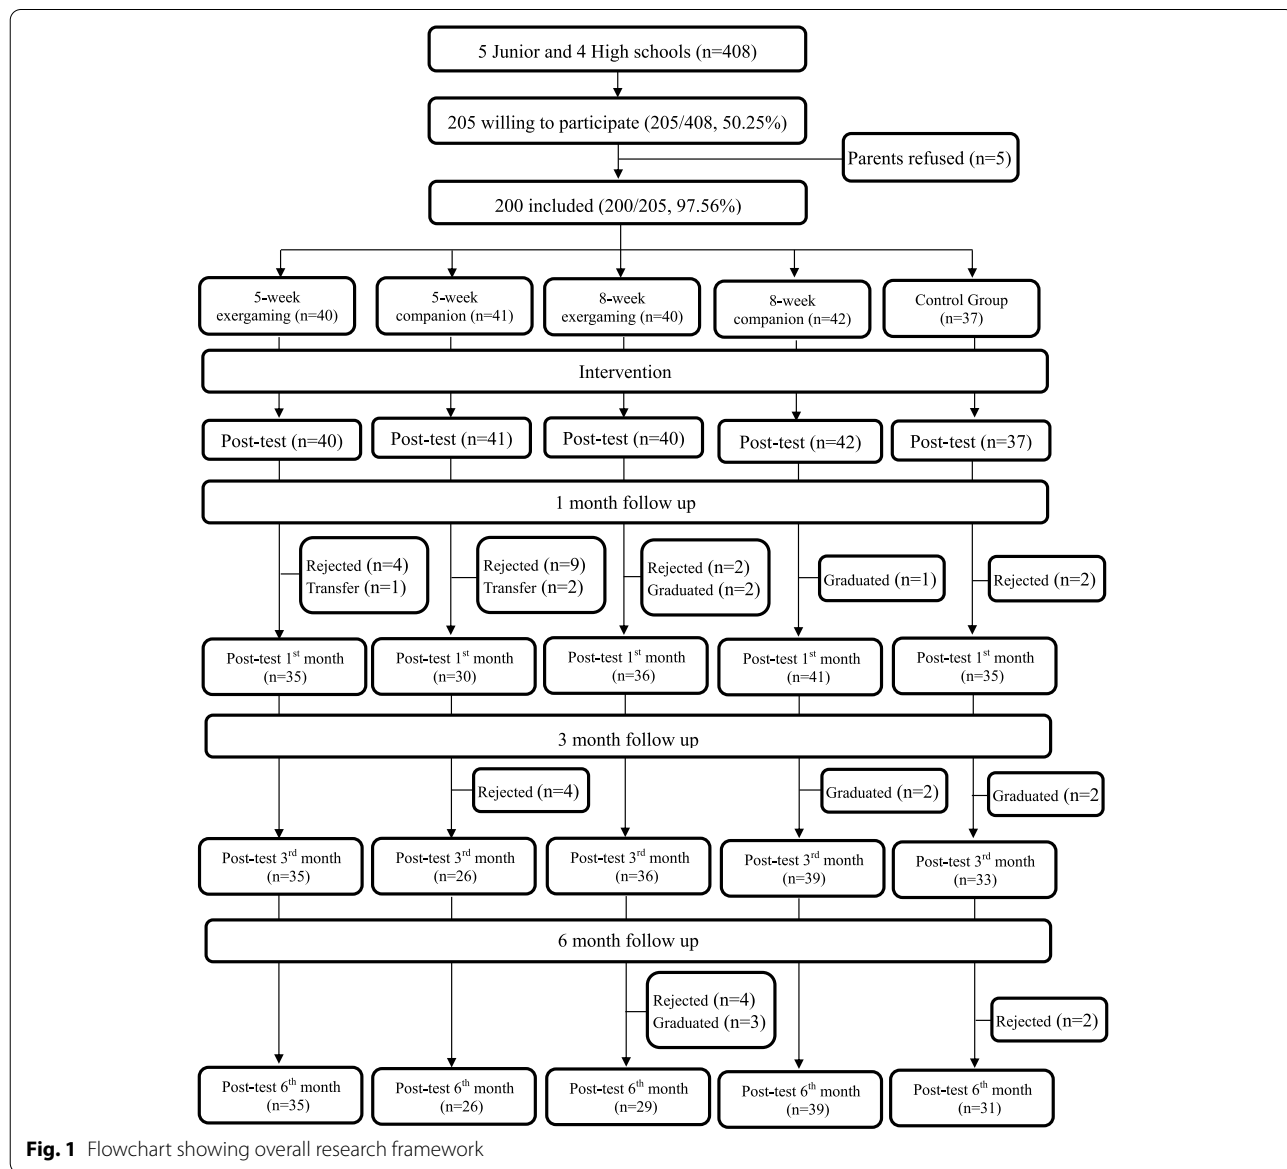 5 Junior and 4 High schools (n=408)
205 willing to participate (205/408, 50.25%)
Parents refused (n=5)
200 included (200/205, 97.56%)
5-week
exergaming (n=40)
5-week
companion (n=41)
8-week
exergaming (n=40)
8-week
companion (n=42)
Control Group
(n=37)
Intervention
Post-test (n=40)
Post-test (n=41)
Post-test (n=40)
Post-test (n=42)
Post-test (n=37)
1 month follow up
Rejected (n=4)
Transfer (n=1)
Rejected (n=9)
Transfer (n=2)
Rejected (n=2)
Graduated (n=2)
Graduated (n=1)
Rejected (n=2)
Post-test 1st month
(n=35)
Post-test 1st month
(n=30)
Post-test 1st month
(n=36)
Post-test 1st month
(n=41)
Post-test 1st month
(n=35)
3 month follow up
Rejected (n=4)
Graduated (n=2)
Graduated (n=2
Post-test 3rd month
(n=35)
Post-test 3rd month
(n=26)
Post-test 3rd month
(n=36)
Post-test 3rd month
(n=39)
Post-test 3rd month
(n=33)
6 month follow up
Rejected (n=4)
Graduated (n=3)
Rejected (n=2)
Post-test 6th month
(n=35)
Post-test 6th month
(n=26)
Post-test 6th month
(n=29)
Post-test 6th month
(n=39)
Post-test 6th month
(n=31)
Fig. 1 Flowchart showing overall research framework